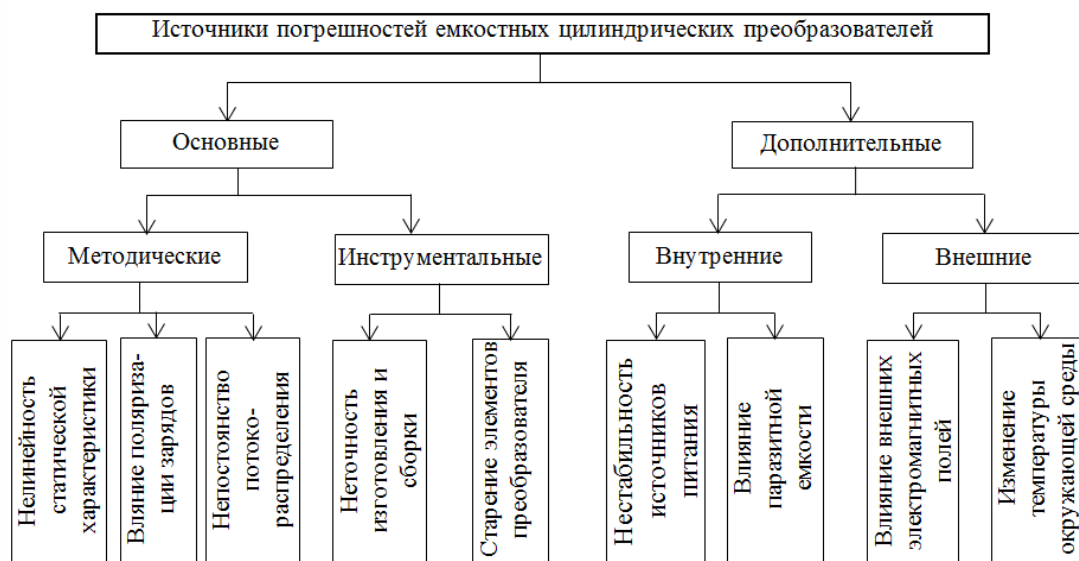 Источники погрешностей емкостных цилиндрических преобразователей
Основные
Дополнительные
Методические
Инструментальные
Внутренние
Внешние
Нелинейность
статической
характеристики
Вляние поляриза-
ции зарядов
Непостоянство
потоко-
распределения
Неточность
изготовления и
сборки
Старение элементов
преобразователя
Нестабильность
источников
питания
Влияние
паразитной
емкости
Влияние внешних
электромагнитных
полей
Изменение
температуры
окружающей среды